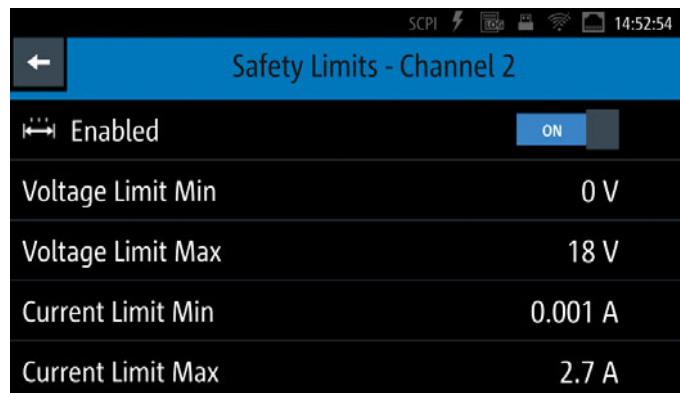 SCPI LOG 14:52:54
Safety Limits - Channel 2
Enabled ON
Voltage Limit Min 0 V
Voltage Limit Max 18 V
Current Limit Min 0.001 A
Current Limit Max 2.7 A